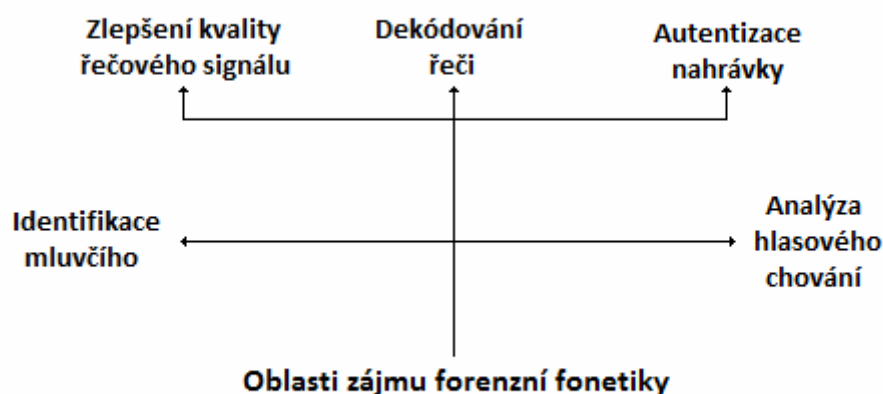 Zlepšení kvality
řečového signálu
Dekódování
řeči
Autentizace
nahrávky
Identifikace
mluvčího
Analýza
hlasového
chování
Oblasti zájmu forenzní fonetiky